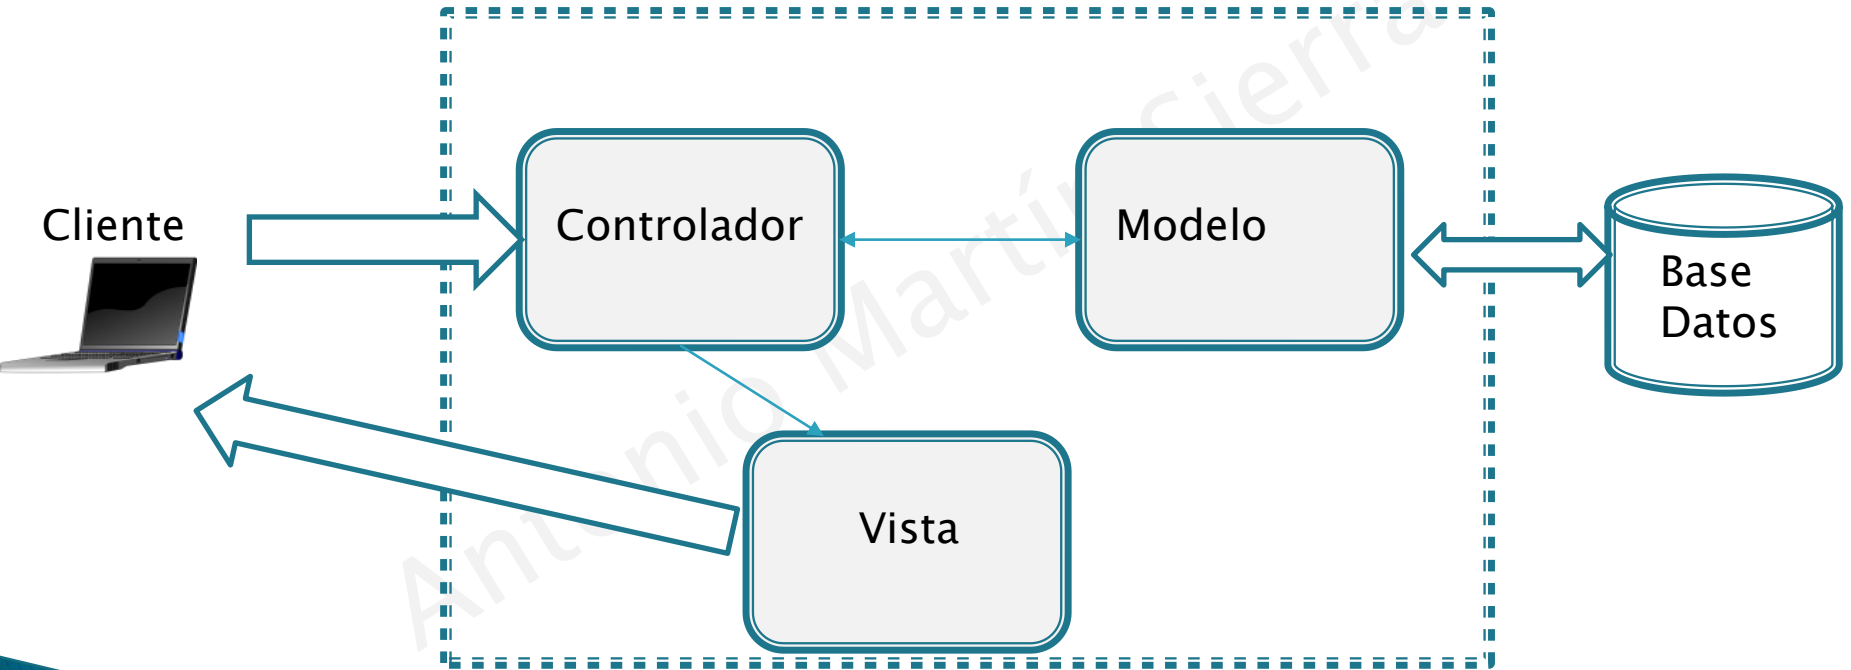 Cliente
Controlador
Modelo
Base
Datos
Vista
Antonio Martín Sierra